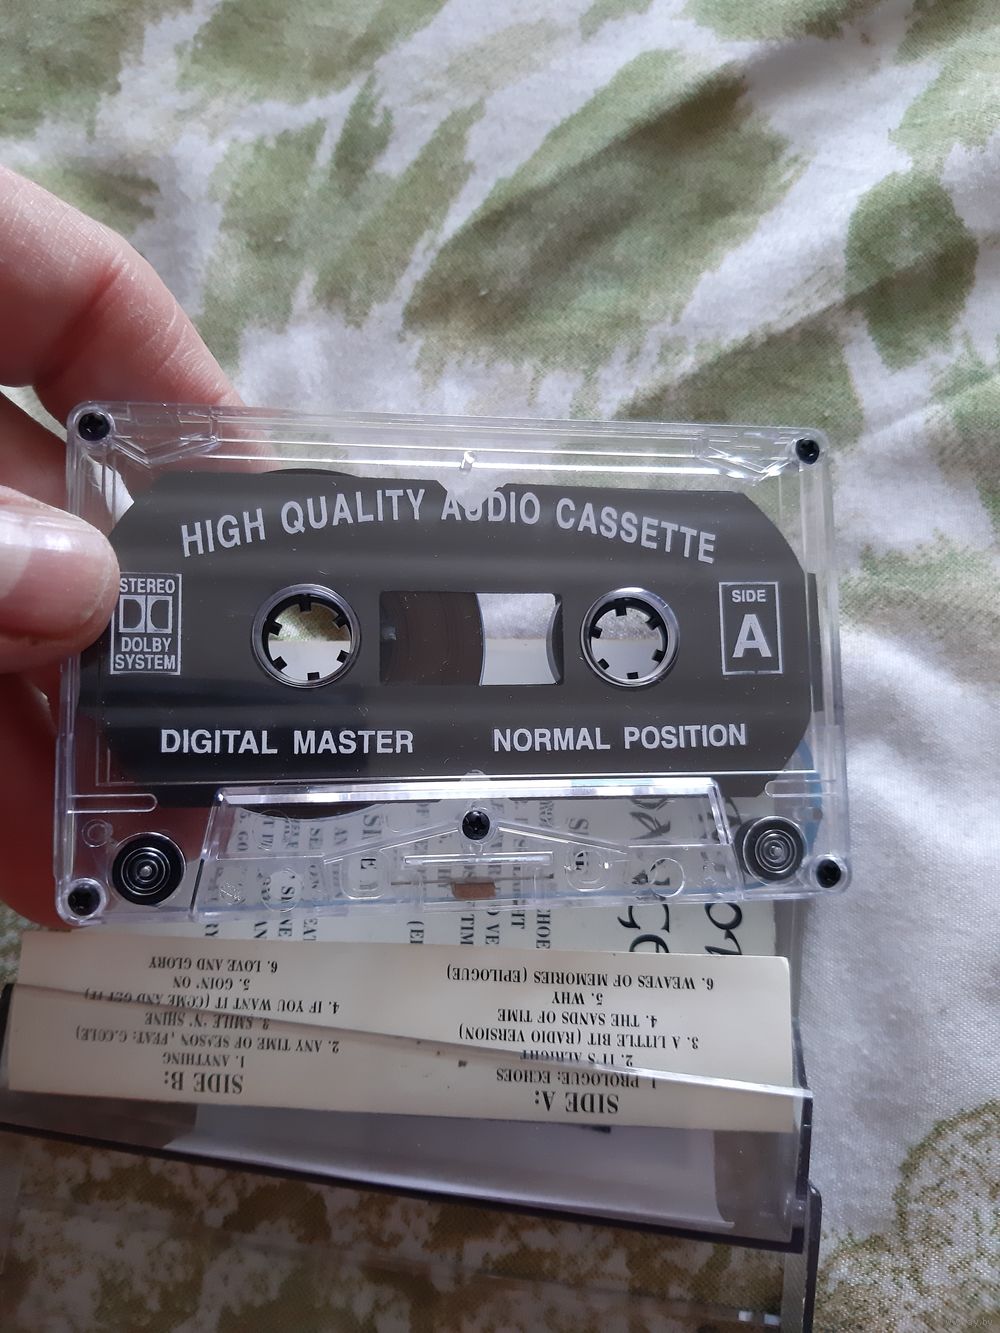 HIGH QUALITY AUDIO CASSETTE
STEREO
DOLBY
SYSTEM
SIDE
A
DIGITAL MASTER
NORMAL POSITION
SIDE A:
1. PROLOGUE: ECHOES
2. IT'S ALRIGHT
3. A LITTLE BIT (RADIO VERSION)
4. THE SANDS OF TIME
5. WHY
6. WEAVES OF MEMORIES (EPILOGUE)
SIDE B:
1. ANYTHING
2. ANY TIME OF SEASON (FEAT: G.COLE)
3. SMILE 'N' SHINE
4. IF YOU WANT IT (COME AND GET IT)
5. GOIN' ON
6. LOVE AND GLORY